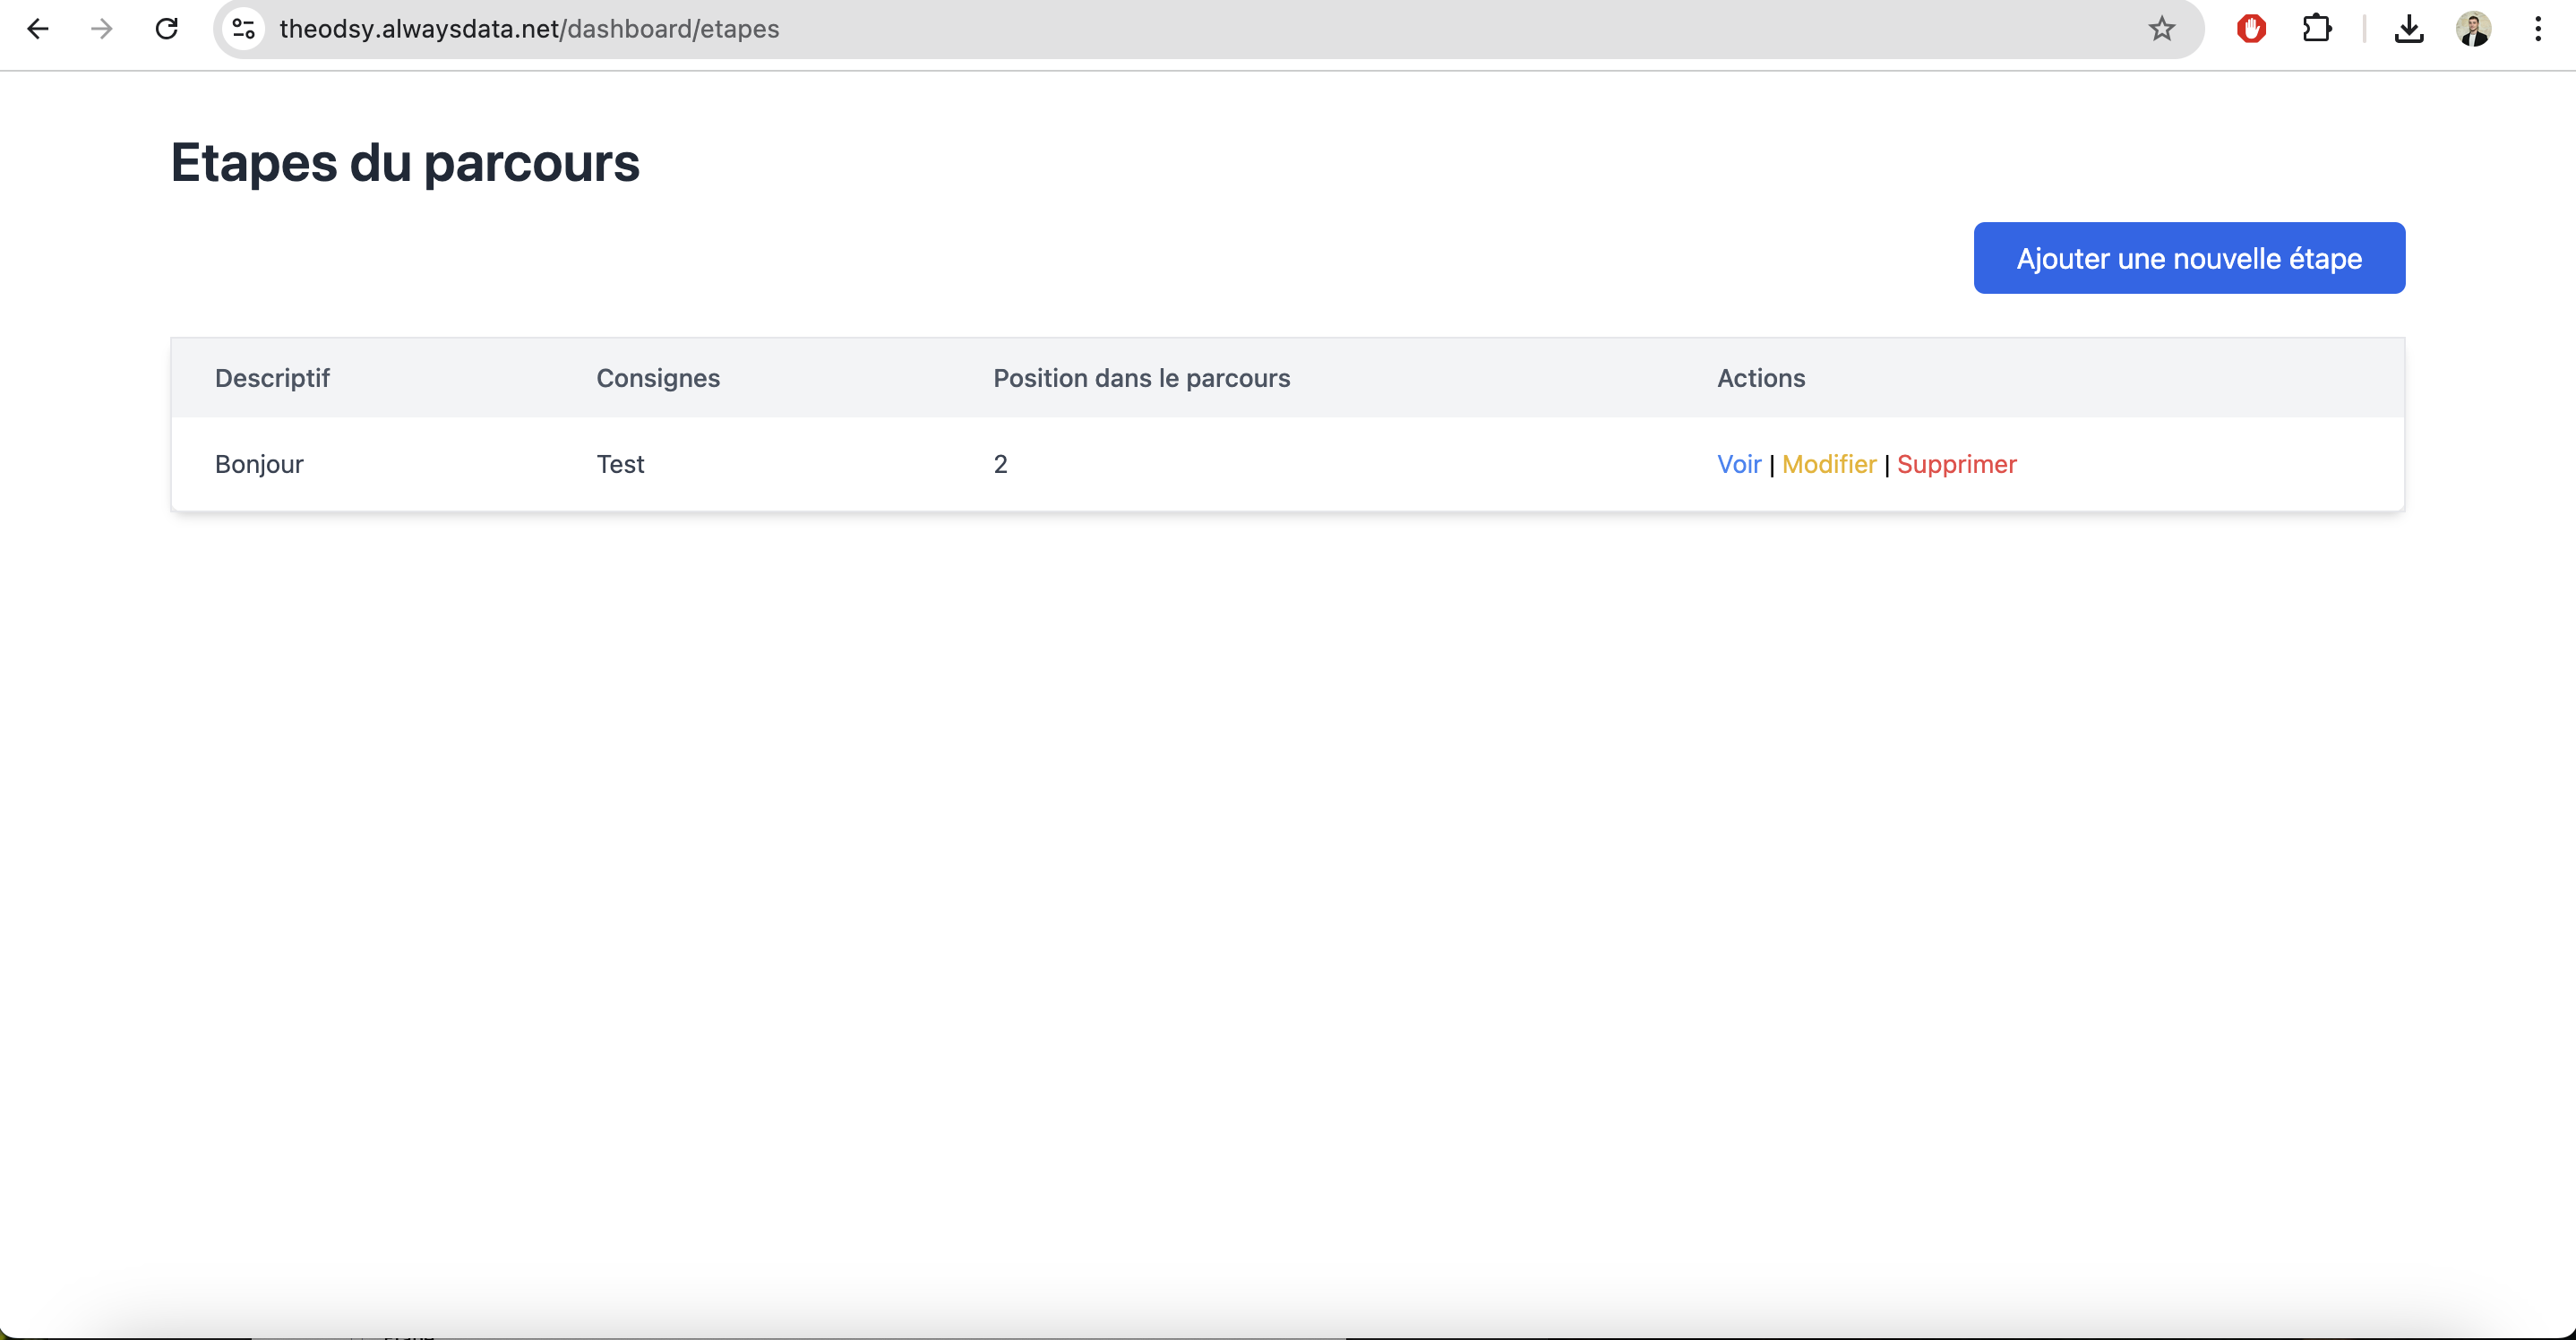 theodsy.alwaysdata.net/dashboard/etapes
Etapes du parcours
Ajouter une nouvelle étape
Descriptif Consignes Position dans le parcours Actions
Bonjour Test 2 Voir | Modifier | Supprimer